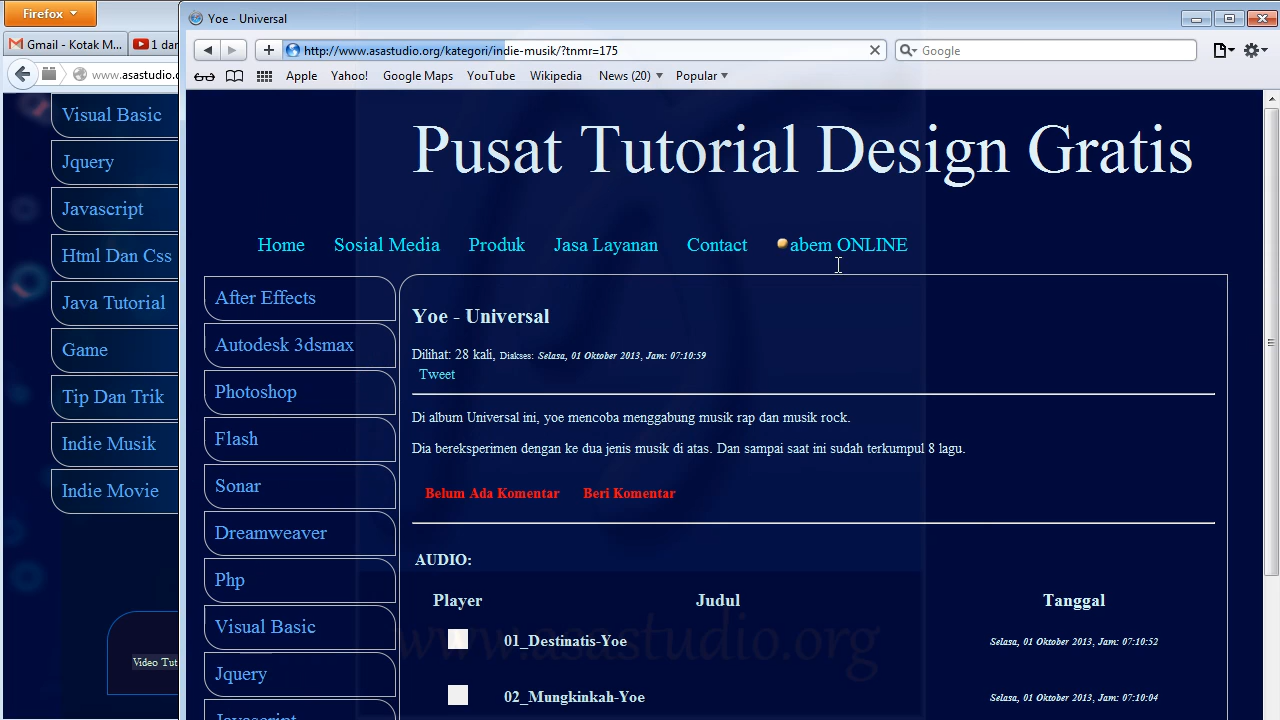 Firefox
Gmail - Kotak M...
1 dar
www.asastudio.o
Visual Basic
Jquery
Javascript
Html Dan Css
Java Tutorial
Game
Tip Dan Trik
Indie Musik
Indie Movie
Video Tut
Yoe - Universal
http://www.asastudio.org/kategori/indie-musik/?tnmr=175
Google
Apple Yahoo! Google Maps YouTube Wikipedia News (20) Popular
Pusat Tutorial Design Gratis
Home Sosial Media Produk Jasa Layanan Contact abem ONLINE
After Effects
Autodesk 3dsmax
Photoshop
Flash
Sonar
Dreamweaver
Php
Visual Basic
Jquery
Javascript
Yoe - Universal
Dilihat: 28 kali, Diakses: Selasa, 01 Oktober 2013, Jam: 07:10:59
Tweet
Di album Universal ini, yoe mencoba menggabung musik rap dan musik rock.
Dia bereksperimen dengan ke dua jenis musik di atas. Dan sampai saat ini sudah terkumpul 8 lagu.
Belum Ada Komentar Beri Komentar
AUDIO:
Player Judul Tanggal
01_Destinatis-Yoe Selasa, 01 Oktober 2013, Jam: 07:10:52
www.asastudio.org
02_Mungkinkah-Yoe Selasa, 01 Oktober 2013, Jam: 07:10:04